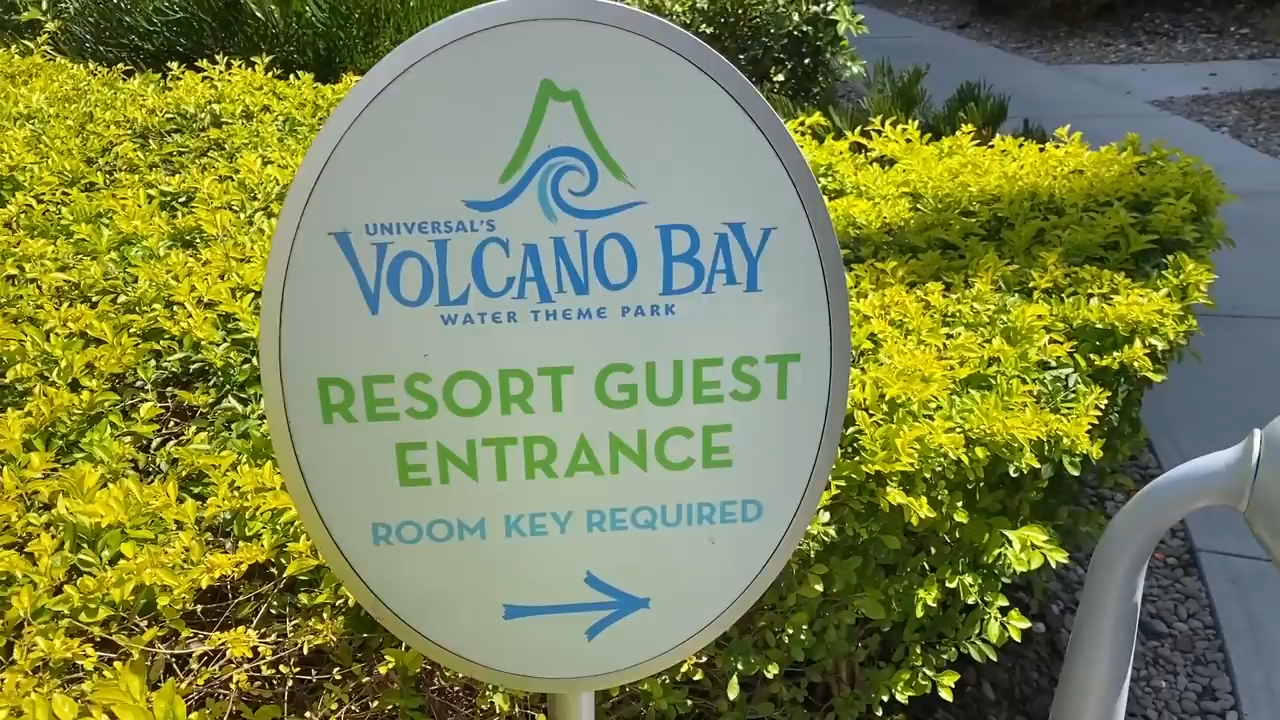 UNIVERSAL'S
VOLCANO BAY
WATER THEME PARK
RESORT GUEST
ENTRANCE
ROOM KEY REQUIRED